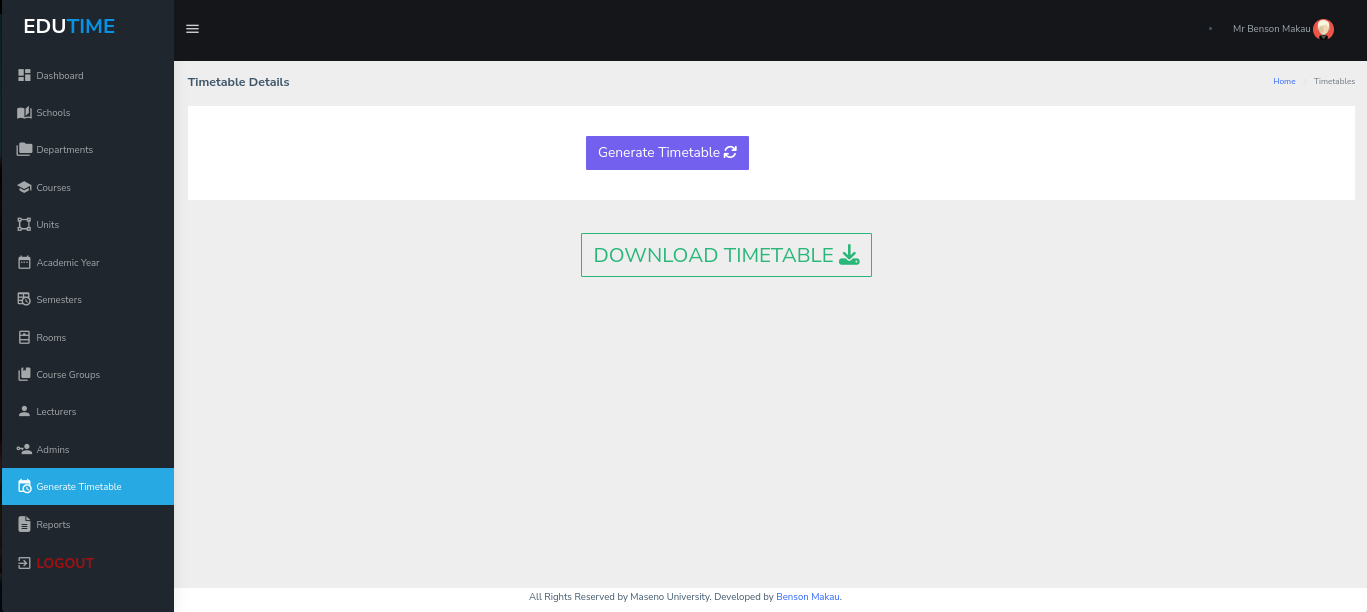 EDUTIME
Dashboard
Schools
Departments
Courses
Units
Academic Year
Semesters
Rooms
Course Groups
Lecturers
Admins
Generate Timetable
Reports
LOGOUT
Mr Benson Makau
Timetable Details
Home Timetables
Generate Timetable
DOWNLOAD TIMETABLE
All Rights Reserved by Maseno University. Developed by Benson Makau.